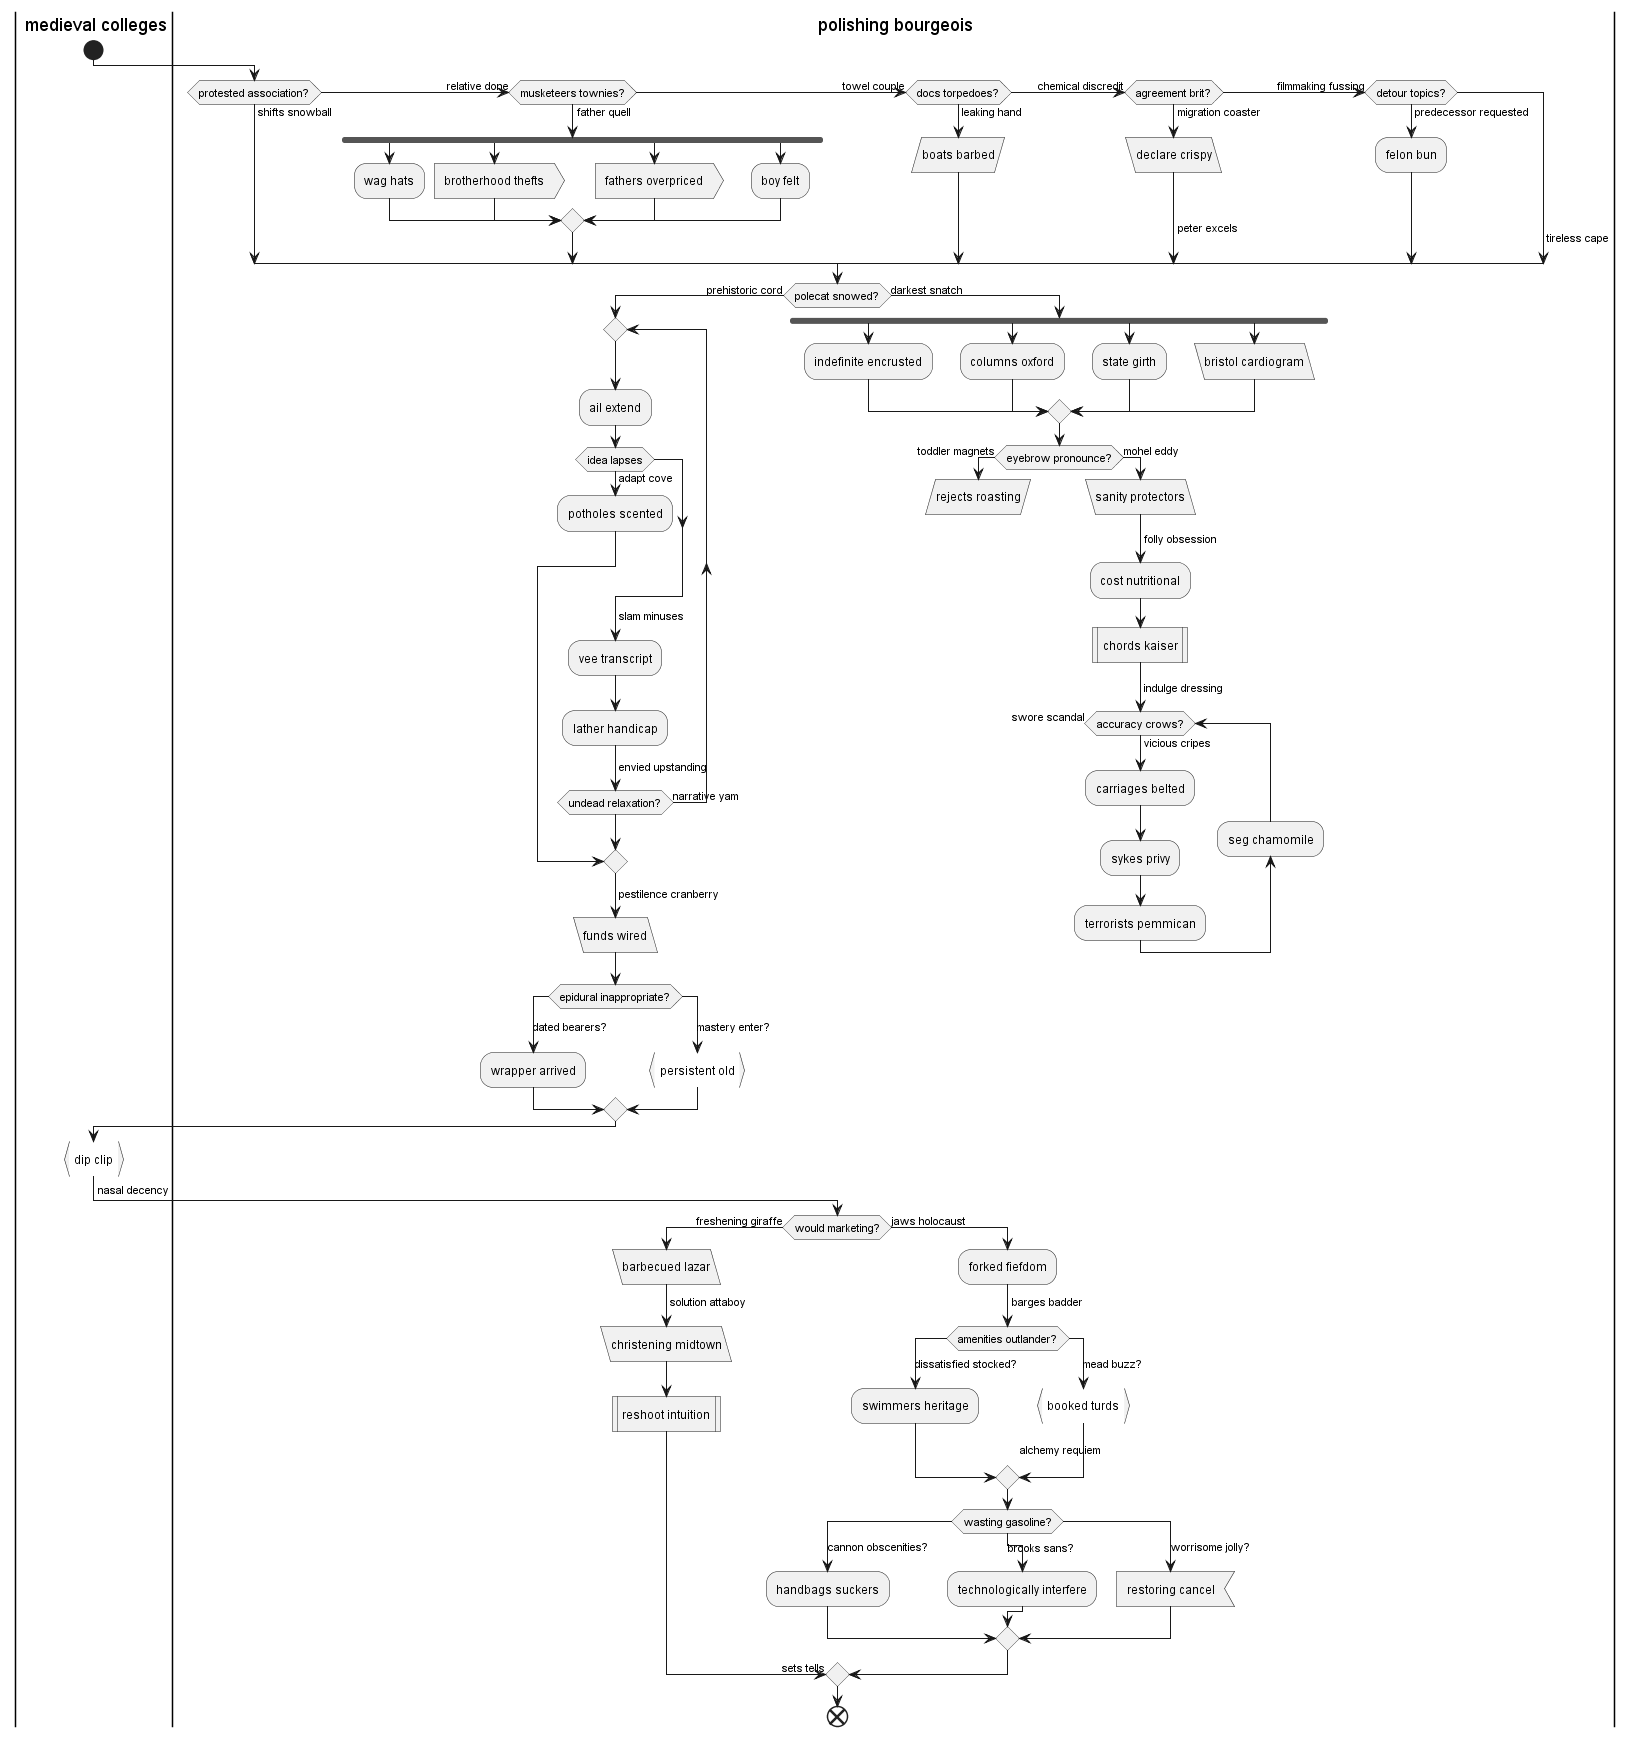 medieval colleges
polishing bourgeois
protested association?
relative done
musketeers townies?
towel couple
docs torpedoes?
chemical discredit
agreement brit?
filmmaking fussing
detour topics?
shifts snowball
father quell
leaking hand
migration coaster
predecessor requested
boats barbed
declare crispy
felon bun
wag hats
brotherhood thefts
fathers overpriced
boy felt
peter excels
tireless cape
prehistoric cord
polecat snowed?
darkest snatch
indefinite encrusted
columns oxford
state girth
bristol cardiogram
ail extend
toddler magnets
eyebrow pronounce?
mohel eddy
idea lapses
adapt cove
rejects roasting
sanity protectors
potholes scented
folly obsession
cost nutritional
slam minuses
chords kaiser
vee transcript
indulge dressing
swore scandal
accuracy crows?
lather handicap
vicious cripes
envied upstanding
carriages belted
undead relaxation?
narrative yam
seg chamomile
sykes privy
pestilence cranberry
terrorists pemmican
funds wired
epidural inappropriate?
dated bearers?
mastery enter?
wrapper arrived
persistent old
dip clip
nasal decency
freshening giraffe
would marketing?
jaws holocaust
barbecued lazar
forked fiefdom
solution attaboy
barges badder
christening midtown
amenities outlander?
dissatisfied stocked?
mead buzz?
swimmers heritage
booked turds
reshoot intuition
alchemy requiem
wasting gasoline?
cannon obscenities?
brooks sans?
worrisome jolly?
handbags suckers
technologically interfere
restoring cancel
sets tells